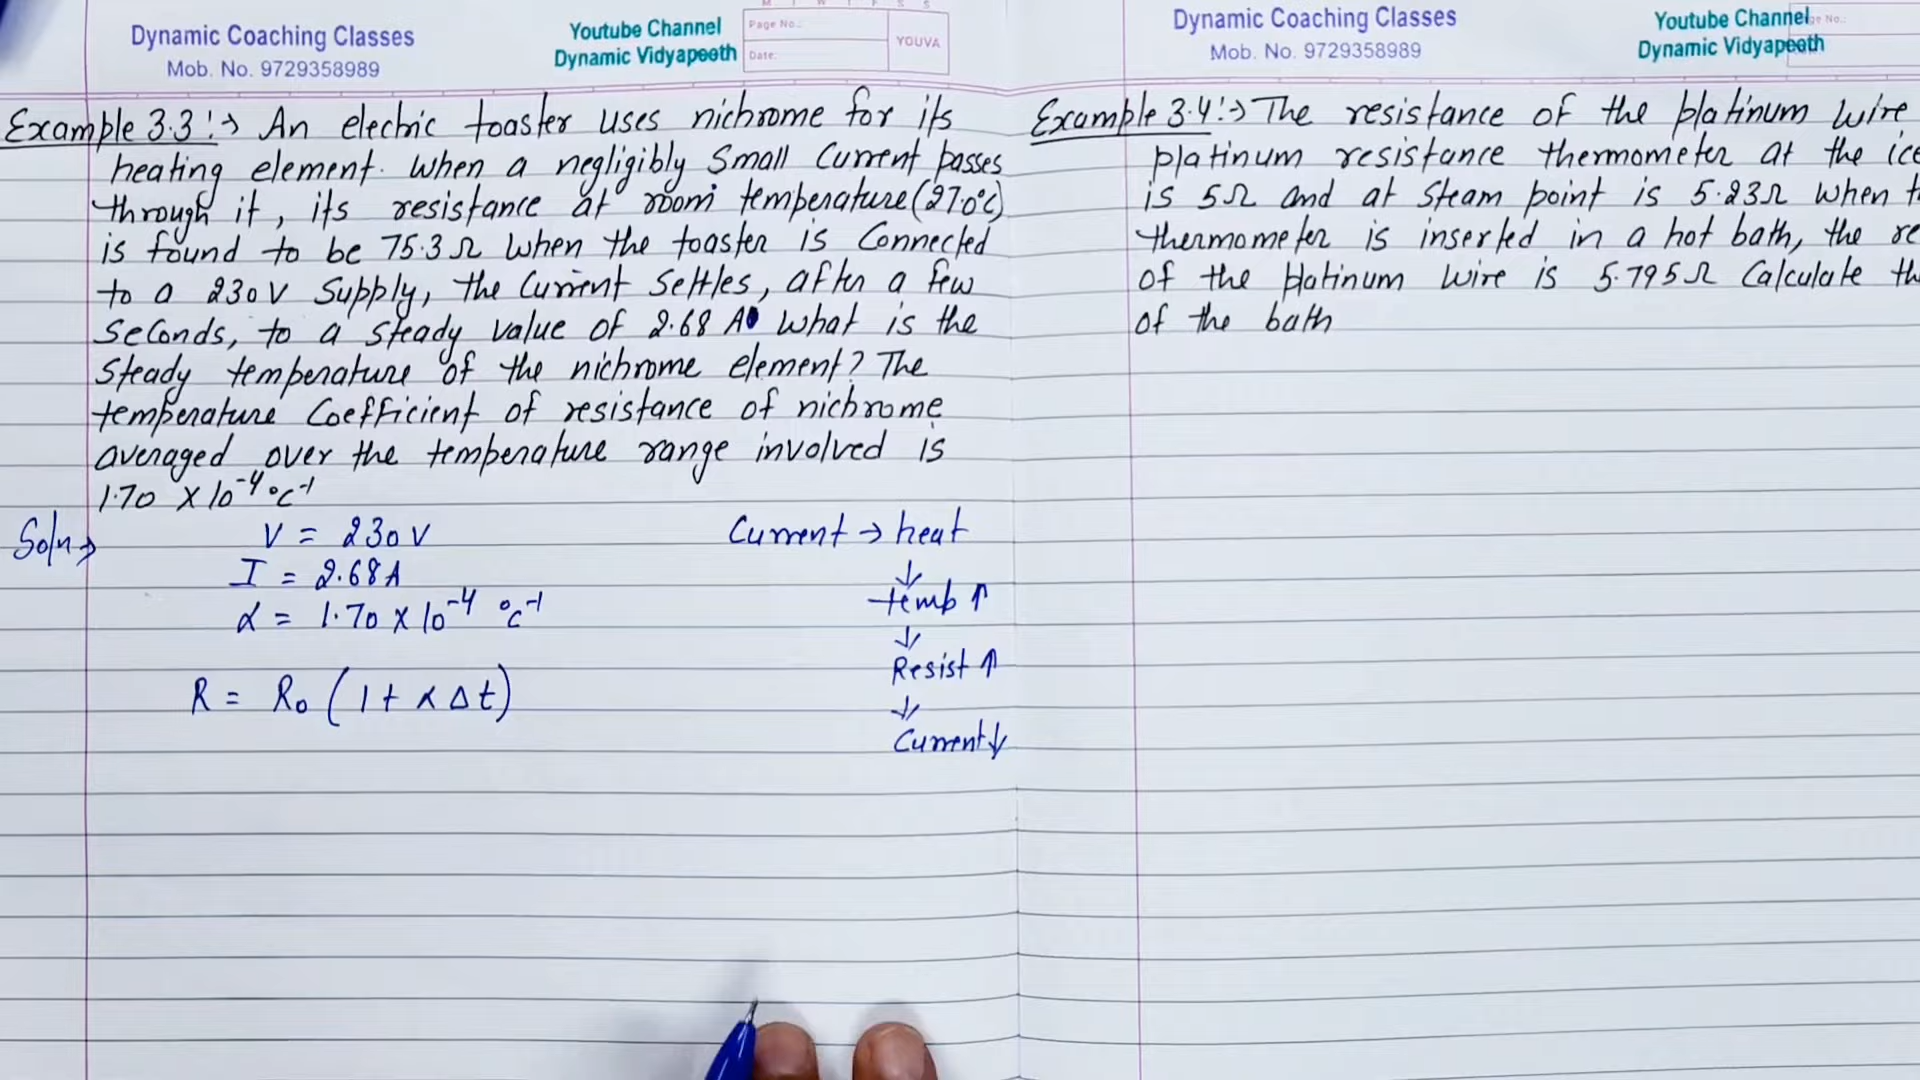 Dynamic Coaching Classes
Mob. No. 9729358989
Youtube Channel
Dynamic Vidyapeeth
Page No.:
Date:
YOUVA
Example 3.3 :→ An electric toaster uses nichrome for its
heating element. When a negligibly small current passes
through it, its resistance at room temperature (27.0°C)
is found to be 75.3 Ω when the toaster is connected
to a 230 V supply, the current settles, after a few
seconds, to a steady value of 2.68 A what is the
steady temperature of the nichrome element? The
temperature coefficient of resistance of nichrome
averaged over the temperature range involved is
1.70 × 10⁻⁴ °C⁻¹
Soln→
V = 230 V
I = 2.68 A
α = 1.70 × 10⁻⁴ °C⁻¹
R = R₀ (1 + α Δt)
Current → heat
↓
temp ↑
↓
Resist ↑
↓
Current ↓
Dynamic Coaching Classes
Mob. No. 9729358989
Youtube Channel
Dynamic Vidyapeeth
Example 3.4 :→ The resistance of the platinum wire
platinum resistance thermometer at the ice
is 5Ω and at steam point is 5.23Ω when
thermometer is inserted in a hot bath, the
of the platinum wire is 5.795Ω Calculate
of the bath